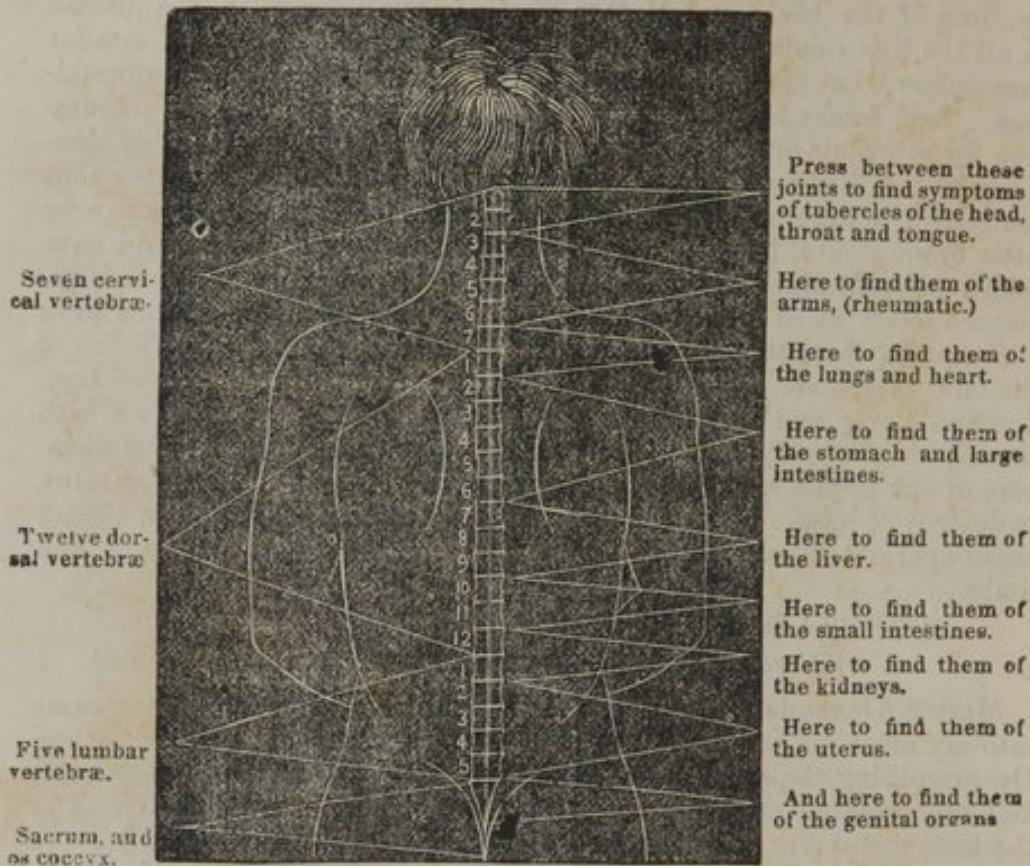 Seven cervi-
cal vertebræ.
Twelve dor-
sal vertebræ
Five lumbar
vertebræ.
Sacrum, and
os coccyx.
1
2
3
4
5
6
7
1
2
3
4
5
6
7
8
9
10
11
12
3
4
5
Press between these
joints to find symptoms
of tubercles of the head,
throat and tongue.
Here to find them of the
arms, (rheumatic.)
Here to find them of
the lungs and heart.
Here to find them of
the stomach and large
intestines.
Here to find them of
the liver.
Here to find them of
the small intestines.
Here to find them of
the kidneys.
Here to find them of
the uterus.
And here to find them
of the genital organs